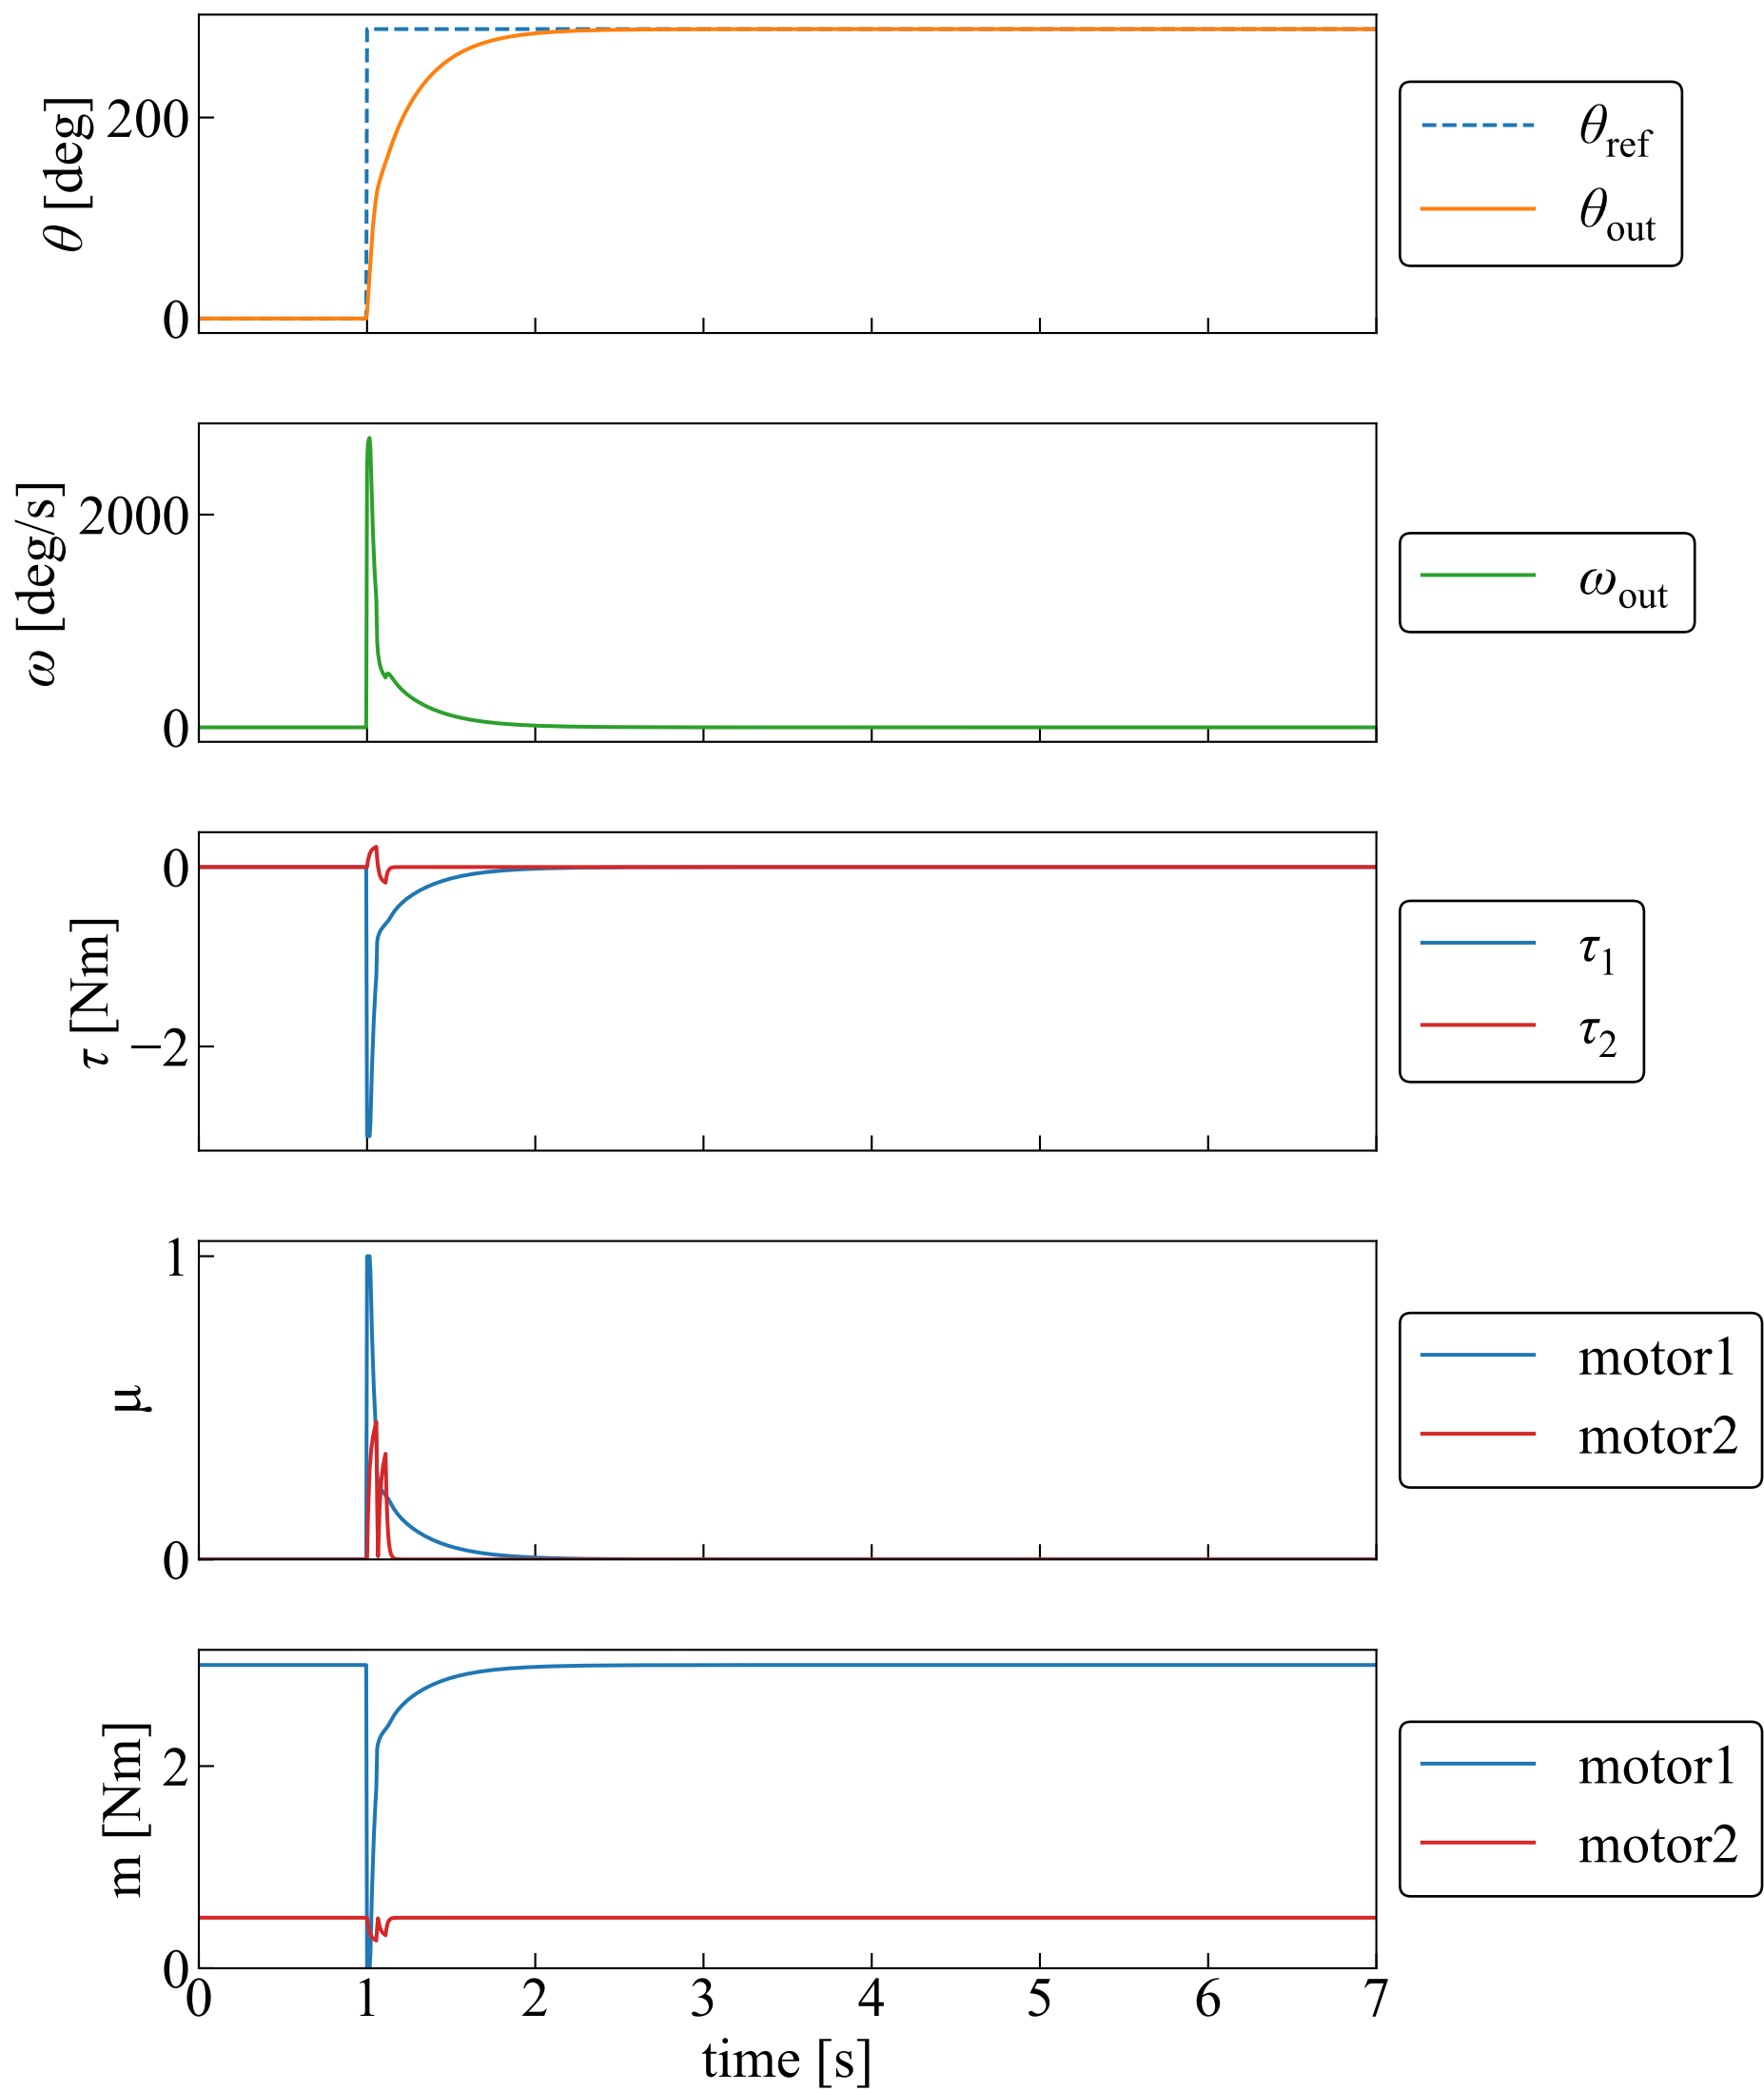 θ [deg]
200
0
θref
θout
ω [deg/s]
2000
0
ωout
τ [Nm]
0
−2
τ1
τ2
μ
1
0
motor1
motor2
m [Nm]
2
0
motor1
motor2
0 1 2 3 4 5 6 7
time [s]